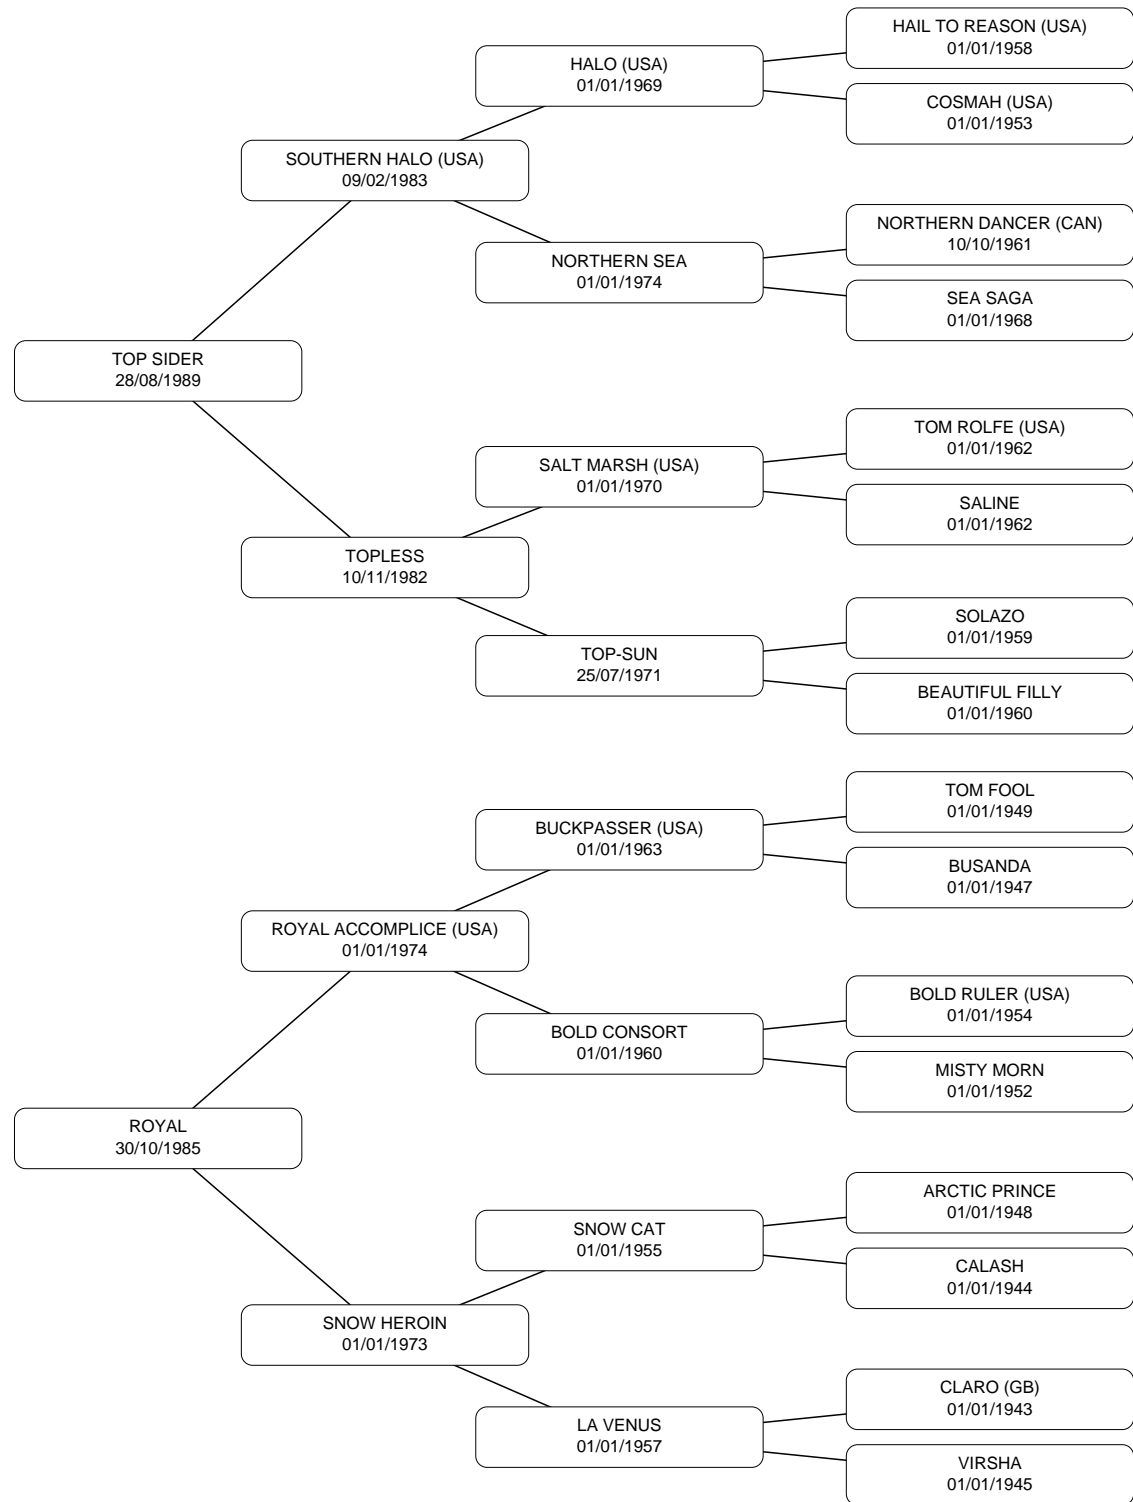 HAIL TO REASON (USA)
01/01/1958
HALO (USA)
01/01/1969
COSMAH (USA)
01/01/1953
SOUTHERN HALO (USA)
09/02/1983
NORTHERN DANCER (CAN)
10/10/1961
NORTHERN SEA
01/01/1974
SEA SAGA
01/01/1968
TOP SIDER
28/08/1989
TOM ROLFE (USA)
01/01/1962
SALT MARSH (USA)
01/01/1970
SALINE
01/01/1962
TOPLESS
10/11/1982
SOLAZO
01/01/1959
TOP-SUN
25/07/1971
BEAUTIFUL FILLY
01/01/1960
TOM FOOL
01/01/1949
BUCKPASSER (USA)
01/01/1963
BUSANDA
01/01/1947
ROYAL ACCOMPLICE (USA)
01/01/1974
BOLD RULER (USA)
01/01/1954
BOLD CONSORT
01/01/1960
MISTY MORN
01/01/1952
ROYAL
30/10/1985
ARCTIC PRINCE
01/01/1948
SNOW CAT
01/01/1955
CALASH
01/01/1944
SNOW HEROIN
01/01/1973
CLARO (GB)
01/01/1943
LA VENUS
01/01/1957
VIRSHA
01/01/1945